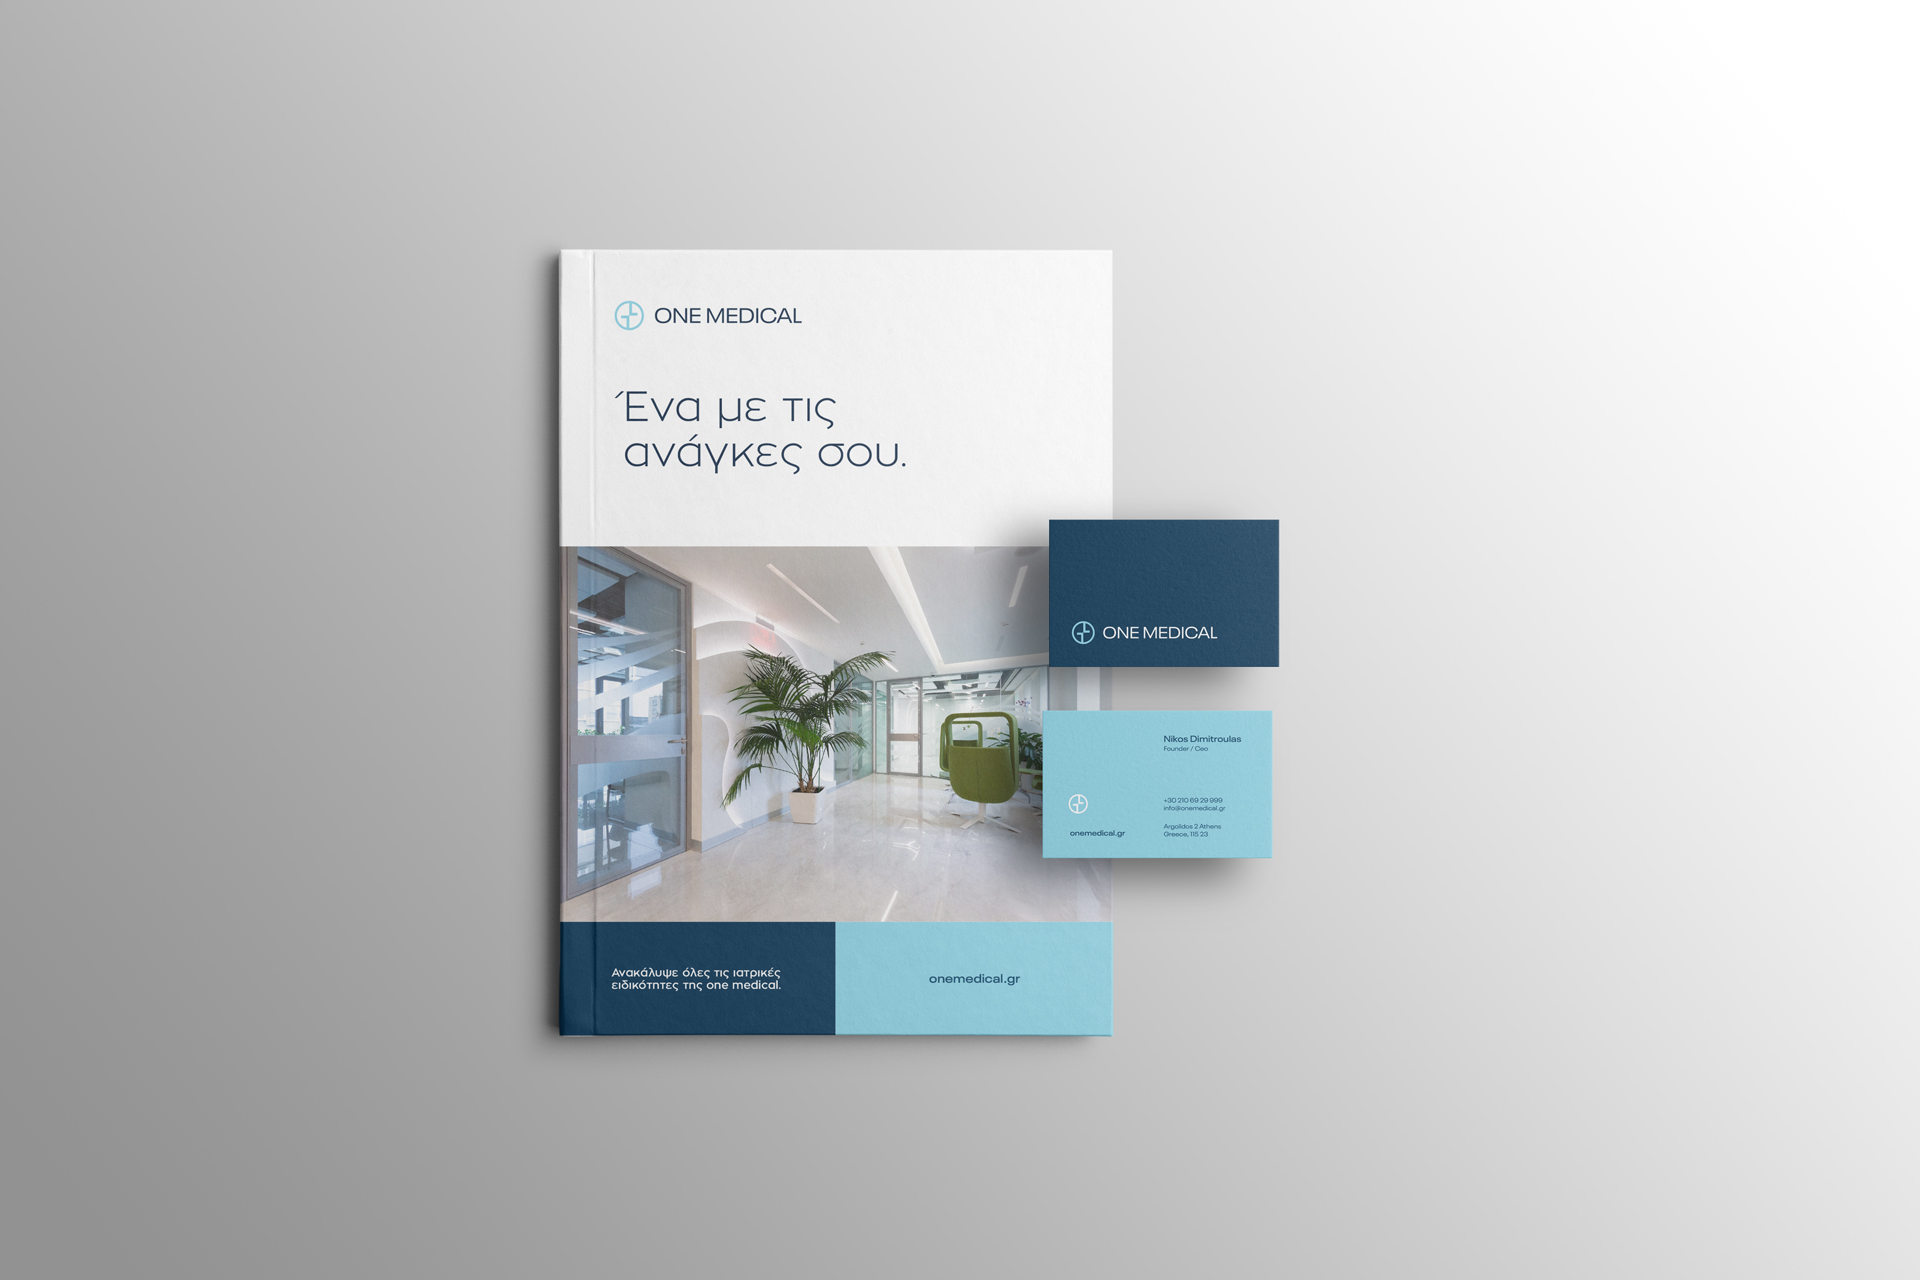 ONE MEDICAL
Ένα με τις
ανάγκες σου.
ONE MEDICAL
Nikos Dimitroulas
Founder / Ceo
+30 210 69 29 999
info@onemedical.gr
onemedical.gr
Argolidos 2 Athens
Greece, 115 23
Ανακάλυψε όλες τις ιατρικές
ειδικότητες της one medical.
onemedical.gr